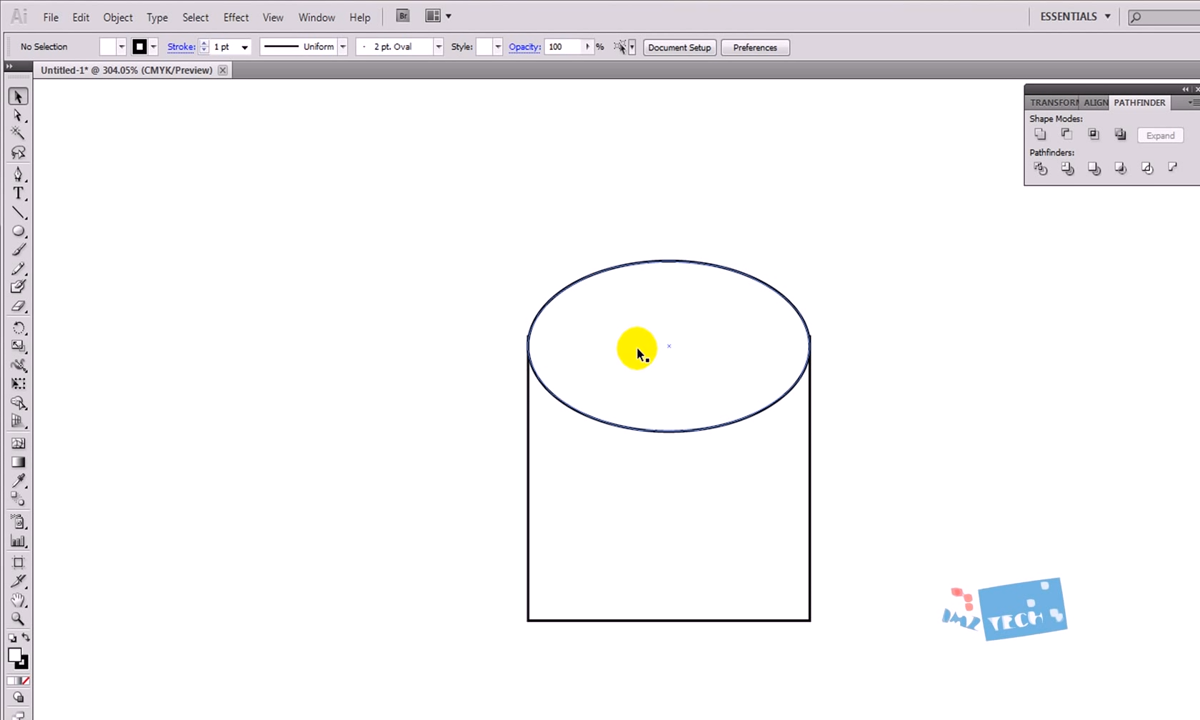 Ai File Edit Object Type Select Effect View Window Help Br ESSENTIALS
No Selection Stroke: 1 pt Uniform 2 pt. Oval Style: Opacity: 100 % Document Setup Preferences
Untitled-1* @ 304.05% (CMYK/Preview)
TRANSFORM ALIGN PATHFINDER
Shape Modes:
Expand
Pathfinders:
T
IMZ TECH